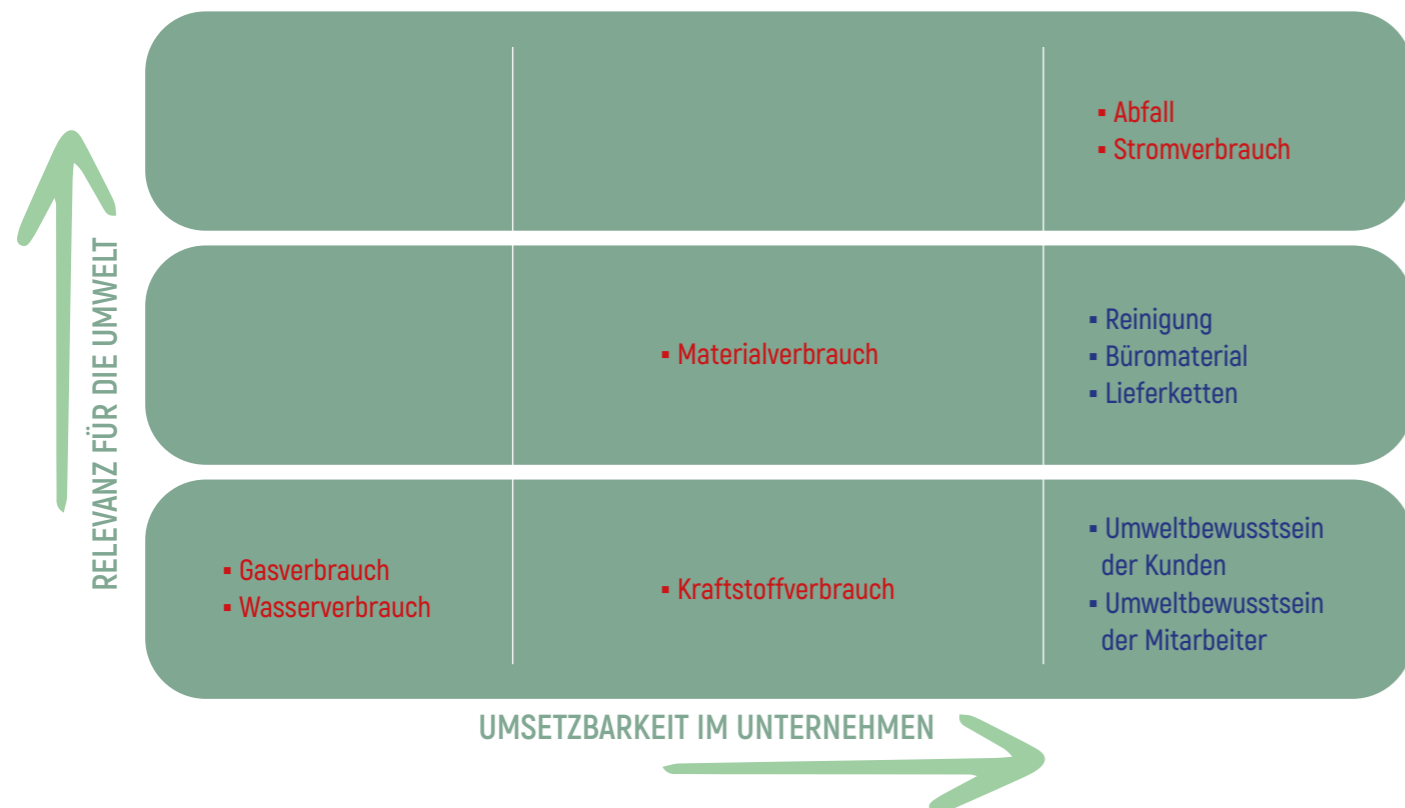 ▪ Abfall
▪ Stromverbrauch
RELEVANZ FÜR DIE UMWELT
▪ Materialverbrauch
▪ Reinigung
▪ Büromaterial
▪ Lieferketten
▪ Gasverbrauch
▪ Wasserverbrauch
▪ Kraftstoffverbrauch
▪ Umweltbewusstsein
der Kunden
▪ Umweltbewusstsein
der Mitarbeiter
UMSETZBARKEIT IM UNTERNEHMEN